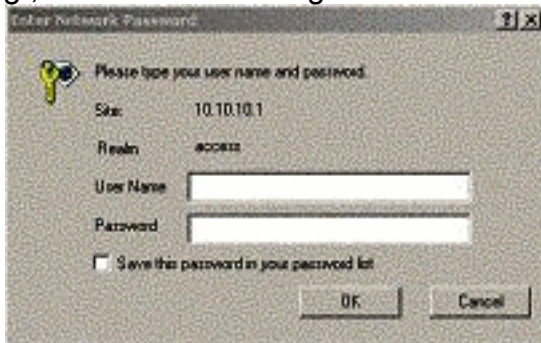 Enter Network Password
? X
Please type your user name and password.
Site: 10.10.10.1
Realm access
User Name
Password
Save this password in your password list
OK Cancel